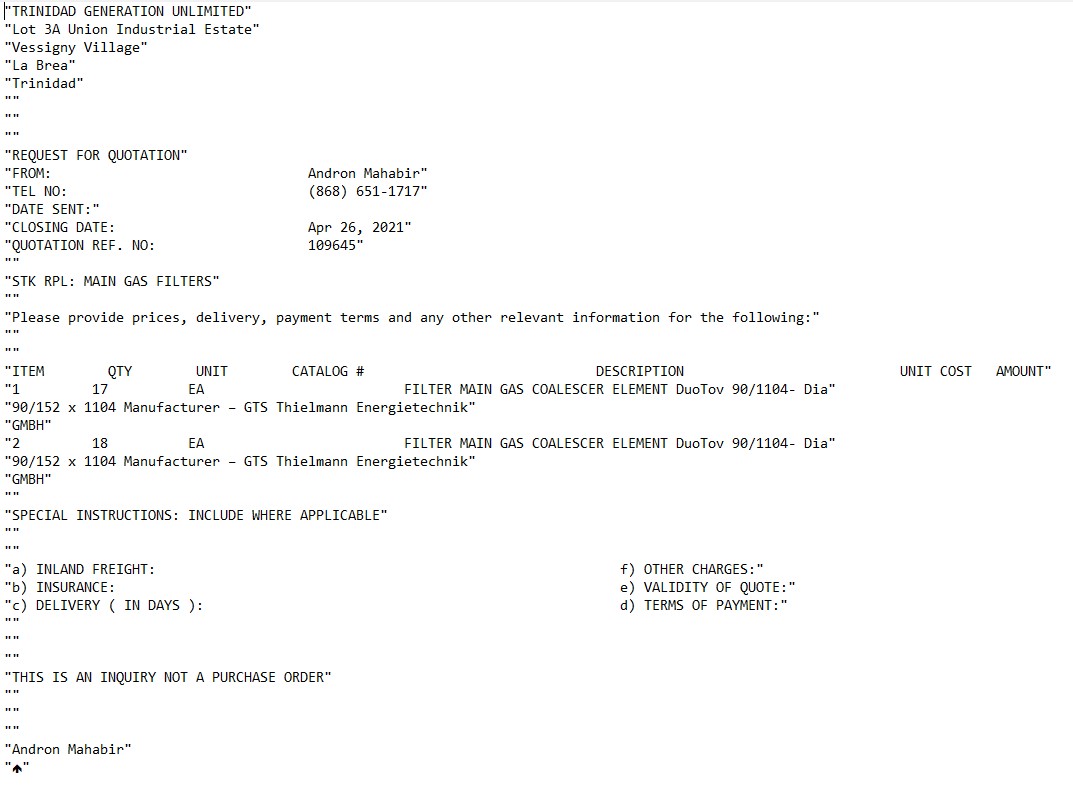 "TRINIDAD GENERATION UNLIMITED"
"Lot 3A Union Industrial Estate"
"Vessigny Village"
"La Brea"
"Trinidad"
""
""
""
"REQUEST FOR QUOTATION"
"FROM: Andron Mahabir"
"TEL NO: (868) 651-1717"
"DATE SENT:"
"CLOSING DATE: Apr 26, 2021"
"QUOTATION REF. NO: 109645"
""
"STK RPL: MAIN GAS FILTERS"
""
"Please provide prices, delivery, payment terms and any other relevant information for the following:"
""
""
"ITEM QTY UNIT CATALOG # DESCRIPTION UNIT COST AMOUNT"
"1 17 EA FILTER MAIN GAS COALESCER ELEMENT DuoTov 90/1104- Dia"
"90/152 x 1104 Manufacturer – GTS Thielmann Energietechnik"
"GMBH"
"2 18 EA FILTER MAIN GAS COALESCER ELEMENT DuoTov 90/1104- Dia"
"90/152 x 1104 Manufacturer – GTS Thielmann Energietechnik"
"GMBH"
""
"SPECIAL INSTRUCTIONS: INCLUDE WHERE APPLICABLE"
""
""
"a) INLAND FREIGHT: f) OTHER CHARGES:"
"b) INSURANCE: e) VALIDITY OF QUOTE:"
"c) DELIVERY ( IN DAYS ): d) TERMS OF PAYMENT:"
""
""
""
"THIS IS AN INQUIRY NOT A PURCHASE ORDER"
""
""
""
"Andron Mahabir"
"↑"